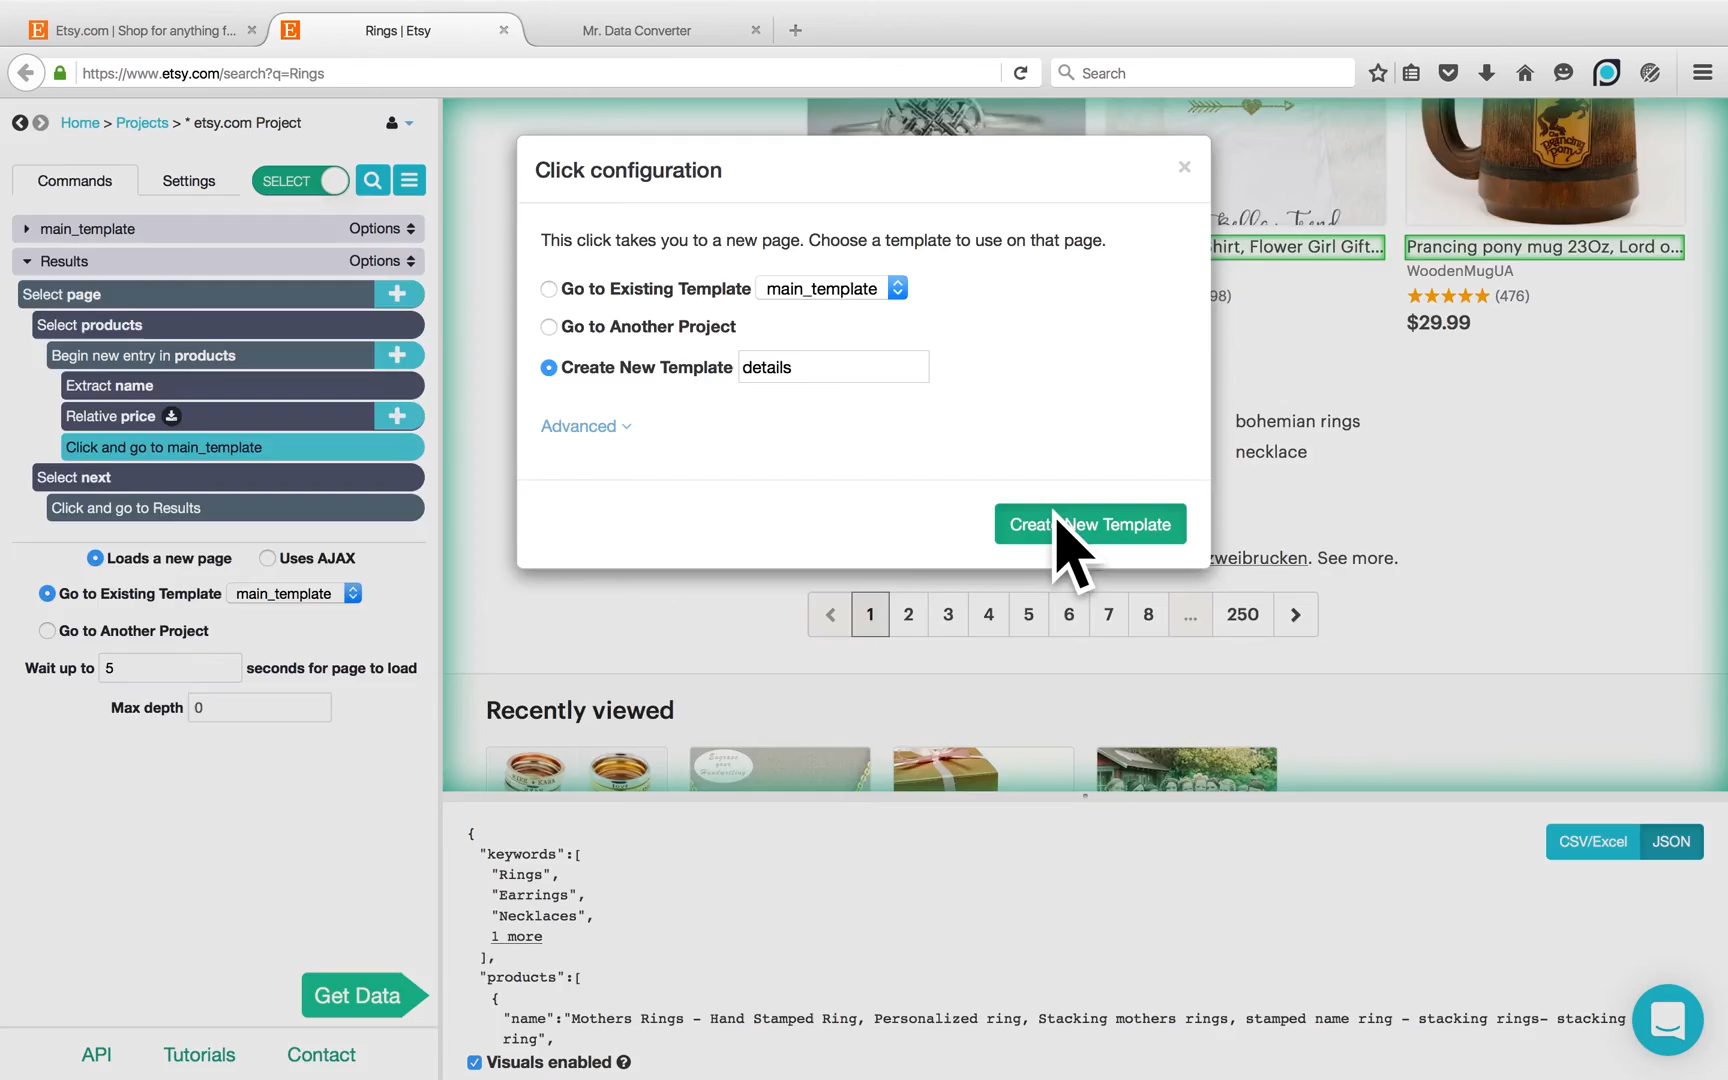 Etsy.com | Shop for anything f...
Rings | Etsy
Mr. Data Converter
https://www.etsy.com/search?q=Rings
Search
Home > Projects > * etsy.com Project
Commands
Settings
SELECT
main_template
Options
Results
Options
Select page
Select products
Begin new entry in products
Extract name
Relative price
Click and go to main_template
Select next
Click and go to Results
Loads a new page
Uses AJAX
Go to Existing Template
main_template
Go to Another Project
Wait up to 5 seconds for page to load
Max depth 0
Get Data
API
Tutorials
Contact
Click configuration
This click takes you to a new page. Choose a template to use on that page.
Go to Existing Template main_template
Go to Another Project
Create New Template details
Advanced
Create New Template
hirt, Flower Girl Gift...
98)
Prancing pony mug 23Oz, Lord o...
WoodenMugUA
(476)
$29.99
bohemian rings
necklace
zweibrucken. See more.
1 2 3 4 5 6 7 8 ... 250
Recently viewed
{
"keywords":[
"Rings",
"Earrings",
"Necklaces",
1 more
],
"products":[
{
"name":"Mothers Rings - Hand Stamped Ring, Personalized ring, Stacking mothers rings, stamped name ring - stacking rings- stacking
ring",
CSV/Excel
JSON
Visuals enabled